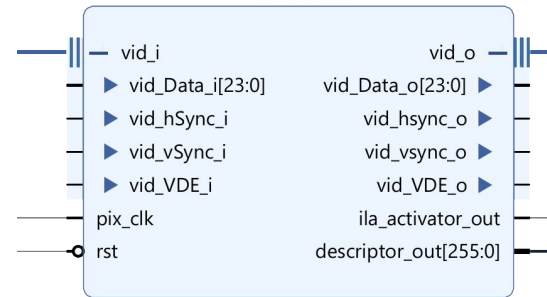 vid_i
vid_Data_i[23:0]
vid_hSync_i
vid_vSync_i
vid_VDE_i
pix_clk
rst
vid_o
vid_Data_o[23:0]
vid_hsync_o
vid_vsync_o
vid_VDE_o
ila_activator_out
descriptor_out[255:0]